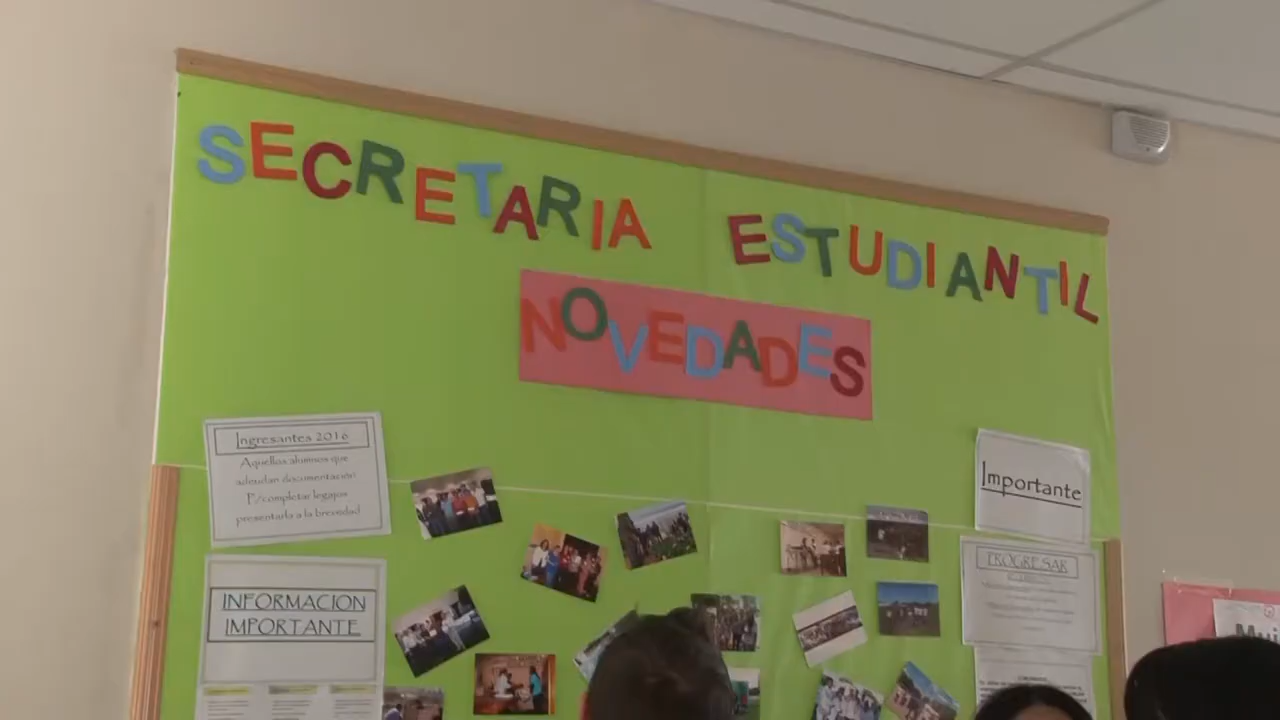 SECRETARIA ESTUDIANTIL
NOVEDADES
Ingresantes 2016
Aquellos alumnos que
adeudan documentación
P/completar legajos
presentarla a la brevedad
INFORMACION
IMPORTANTE
Importante
PROGRESAR